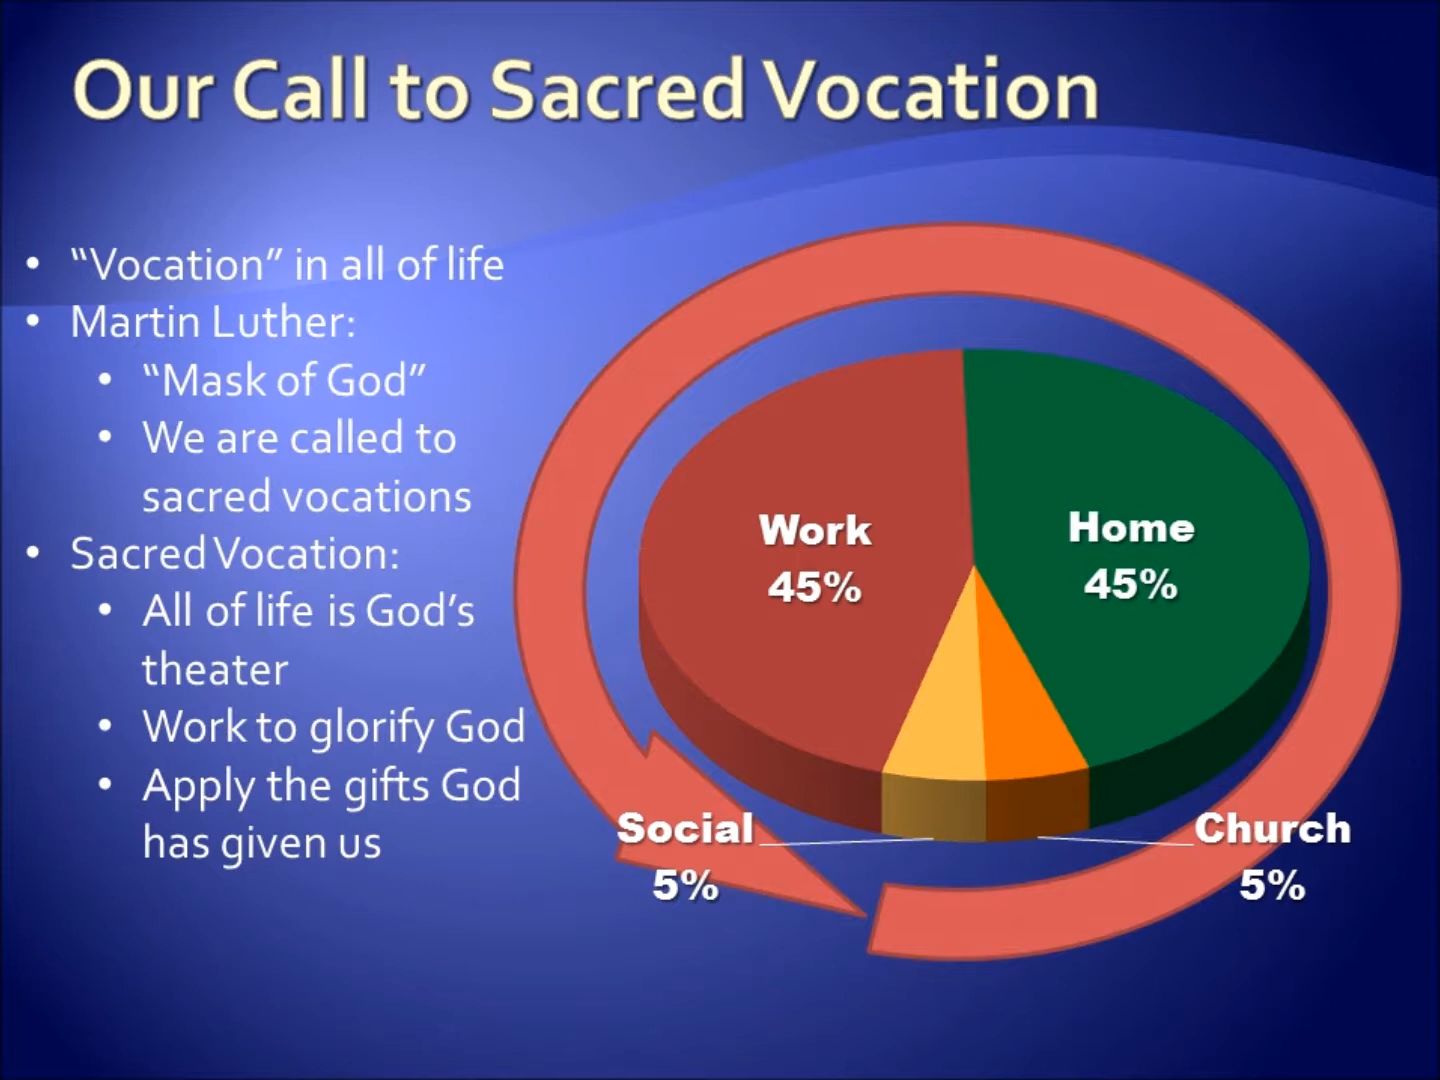 Our Call to Sacred Vocation
• “Vocation” in all of life
• Martin Luther:
• “Mask of God”
• We are called to
sacred vocations
• Sacred Vocation:
• All of life is God’s
theater
• Work to glorify God
• Apply the gifts God
has given us
Work
45%
Home
45%
Social
5%
Church
5%